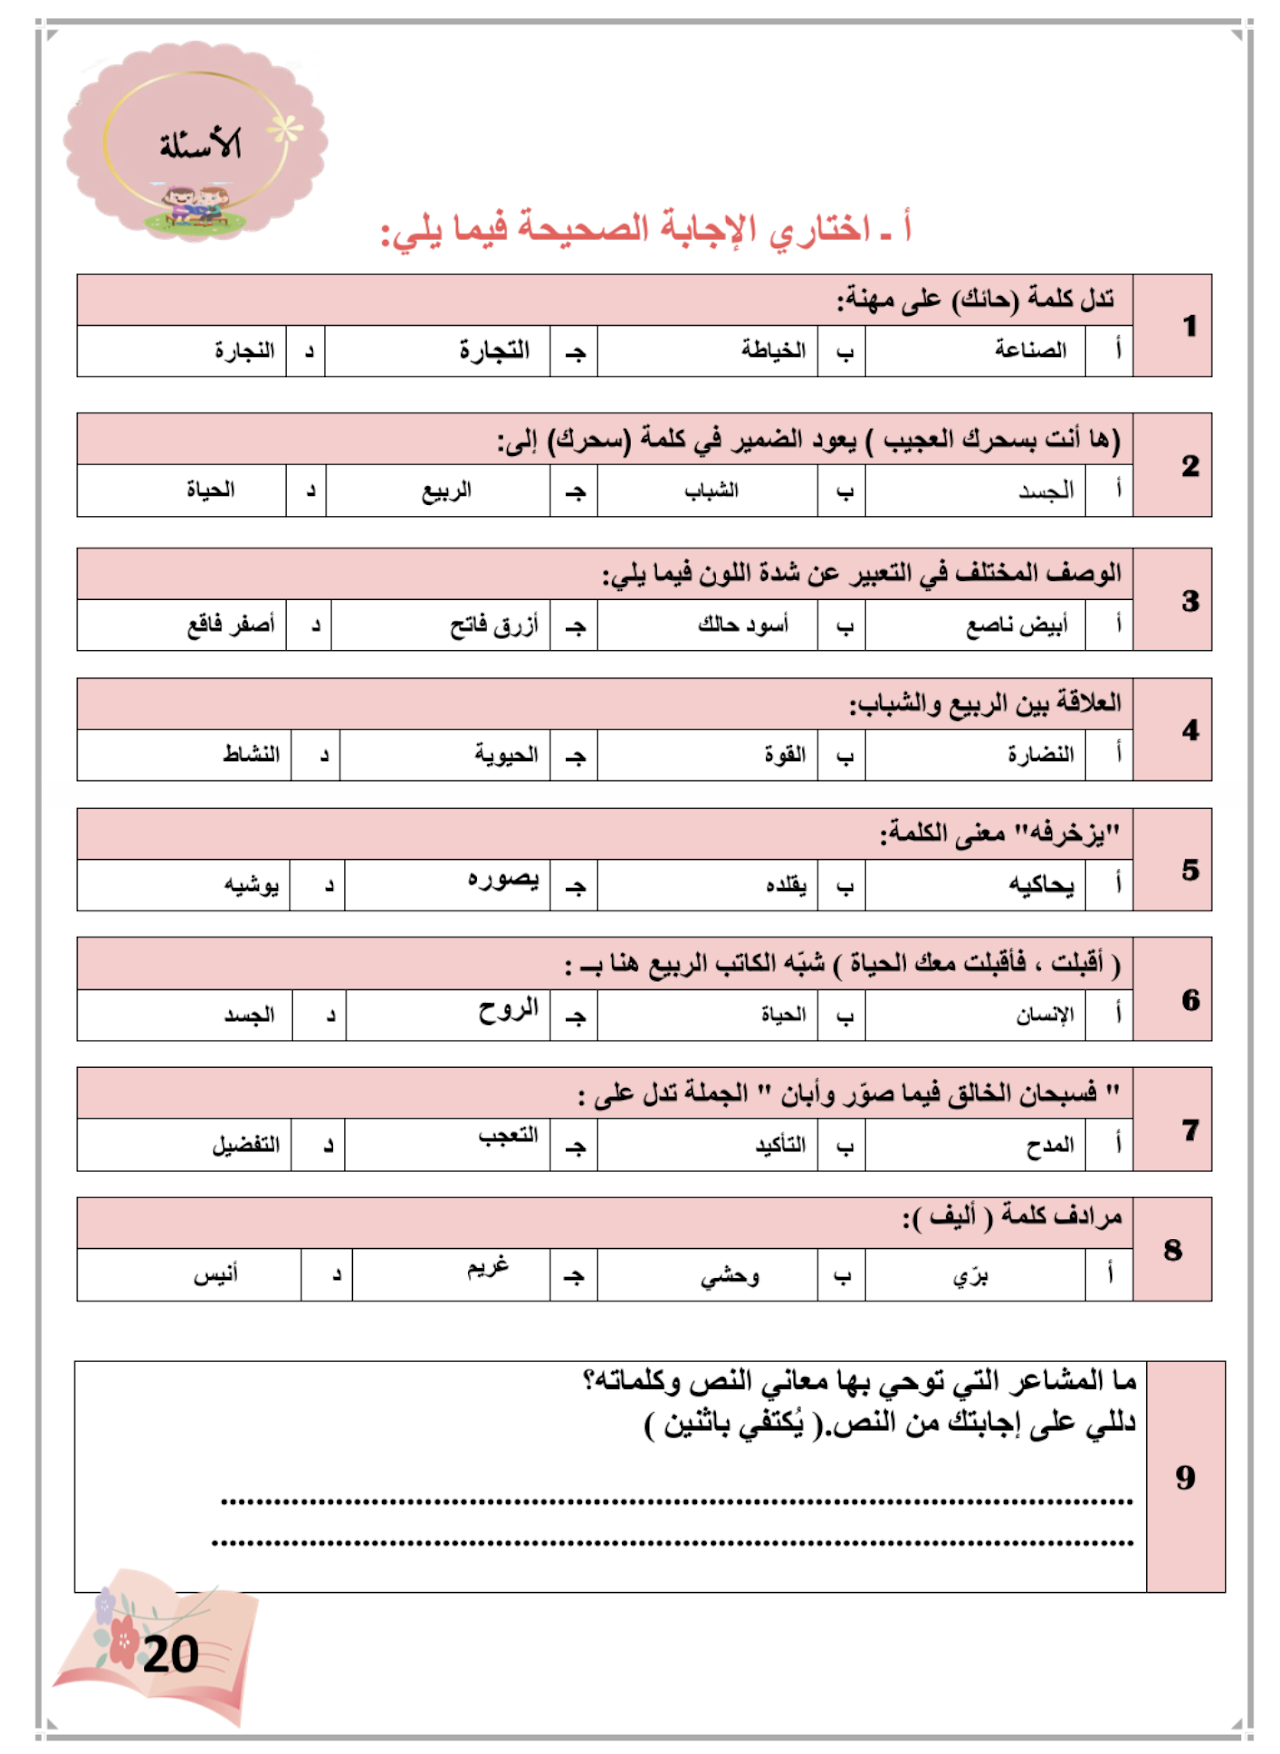 الأسئلة
أ ـ اختاري الإجابة الصحيحة فيما يلي:
1 تدل كلمة (حائك) على مهنة:
أ الصناعة ب الخياطة جـ التجارة د النجارة
2 (ها أنت بسحرك العجيب ) يعود الضمير في كلمة (سحرك) إلى:
أ الجسد ب الشباب جـ الربيع د الحياة
3 الوصف المختلف في التعبير عن شدة اللون فيما يلي:
أ أبيض ناصع ب أسود حالك جـ أزرق فاتح د أصفر فاقع
4 العلاقة بين الربيع والشباب:
أ النضارة ب القوة جـ الحيوية د النشاط
5 "يزخرفه" معنى الكلمة:
أ يحاكيه ب يقلده جـ يصوره د يوشيه
6 ( أقبلت ، فأقبلت معك الحياة ) شبّه الكاتب الربيع هنا بــ :
أ الإنسان ب الحياة جـ الروح د الجسد
7 " فسبحان الخالق فيما صوّر وأبان " الجملة تدل على :
أ المدح ب التأكيد جـ التعجب د التفضيل
8 مرادف كلمة ( أليف ):
أ برّي ب وحشي جـ غريم د أنيس
9 ما المشاعر التي توحي بها معاني النص وكلماته؟
دللي على إجابتك من النص.( يُكتفي باثنين )
20